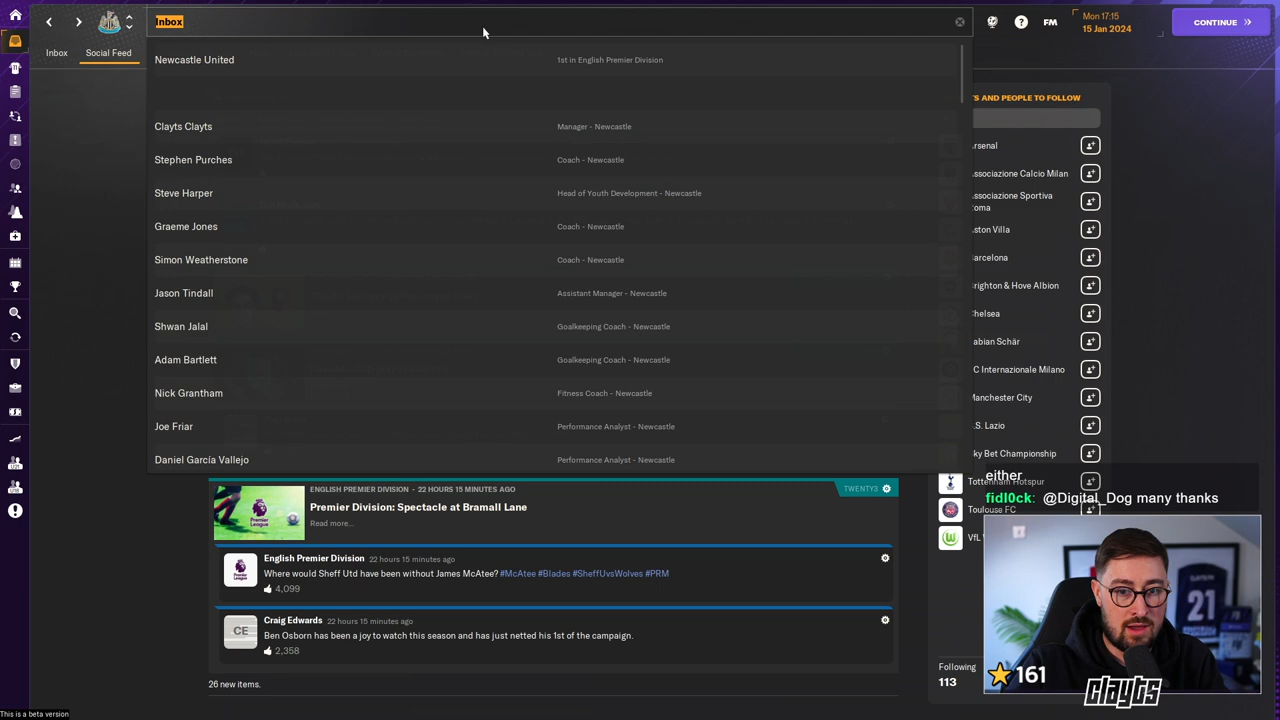 Inbox
FM
Mon 17:15
15 Jan 2024
CONTINUE
Inbox
Social Feed
Newcastle United
1st in English Premier Division
Clayts Clayts
Manager - Newcastle
Stephen Purches
Coach - Newcastle
Steve Harper
Head of Youth Development - Newcastle
Graeme Jones
Coach - Newcastle
Simon Weatherstone
Coach - Newcastle
Jason Tindall
Assistant Manager - Newcastle
Shwan Jalal
Goalkeeping Coach - Newcastle
Adam Bartlett
Goalkeeping Coach - Newcastle
Nick Grantham
Fitness Coach - Newcastle
Joe Friar
Performance Analyst - Newcastle
Daniel García Vallejo
Performance Analyst - Newcastle
TS AND PEOPLE TO FOLLOW
Arsenal
Associazione Calcio Milan
Associazione Sportiva
oma
ston Villa
arcelona
righton & Hove Albion
helsea
abian Schär
C Internazionale Milano
Manchester City
.S. Lazio
ky Bet Championship
Tottenham Hotspur
Toulouse FC
VfL
either
fidl0ck: @Digital_Dog many thanks
ENGLISH PREMIER DIVISION - 22 HOURS 15 MINUTES AGO
TWENTY3
Premier Division: Spectacle at Bramall Lane
Read more...
Premier League
English Premier Division 22 hours 15 minutes ago
Where would Sheff Utd have been without James McAtee? #McAtee #Blades #SheffUvsWolves #PRM
4,099
CE
Craig Edwards 22 hours 15 minutes ago
Ben Osborn has been a joy to watch this season and has just netted his 1st of the campaign.
2,358
26 new items.
Following
113
21
161
clayts
This is a beta version